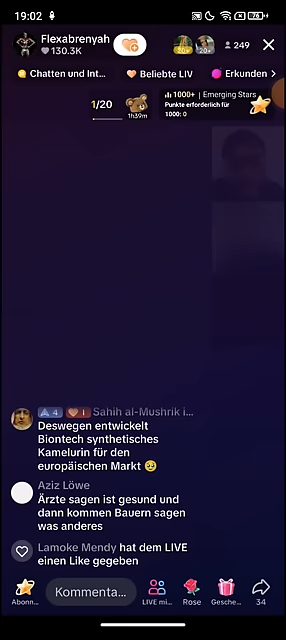 19:02
76
Flexabrenyah
130.3K
20+
20+
249
Chatten und Int...
Beliebte LIV
Erkunden
1/20
1h39m
1000+ | Emerging Stars
Punkte erforderlich für
1000: 0
4
1
Sahih al-Mushrik i...
Deswegen entwickelt
Biontech synthetisches
Kamelurin für den
europäischen Markt 🥹
Aziz Löwe
Ärzte sagen ist gesund und
dann kommen Bauern sagen
was anderes
Lamoke Mendy hat dem LIVE
einen Like gegeben
Abonn...
Kommenta...
LIVE mi...
Rose
Gesche...
34